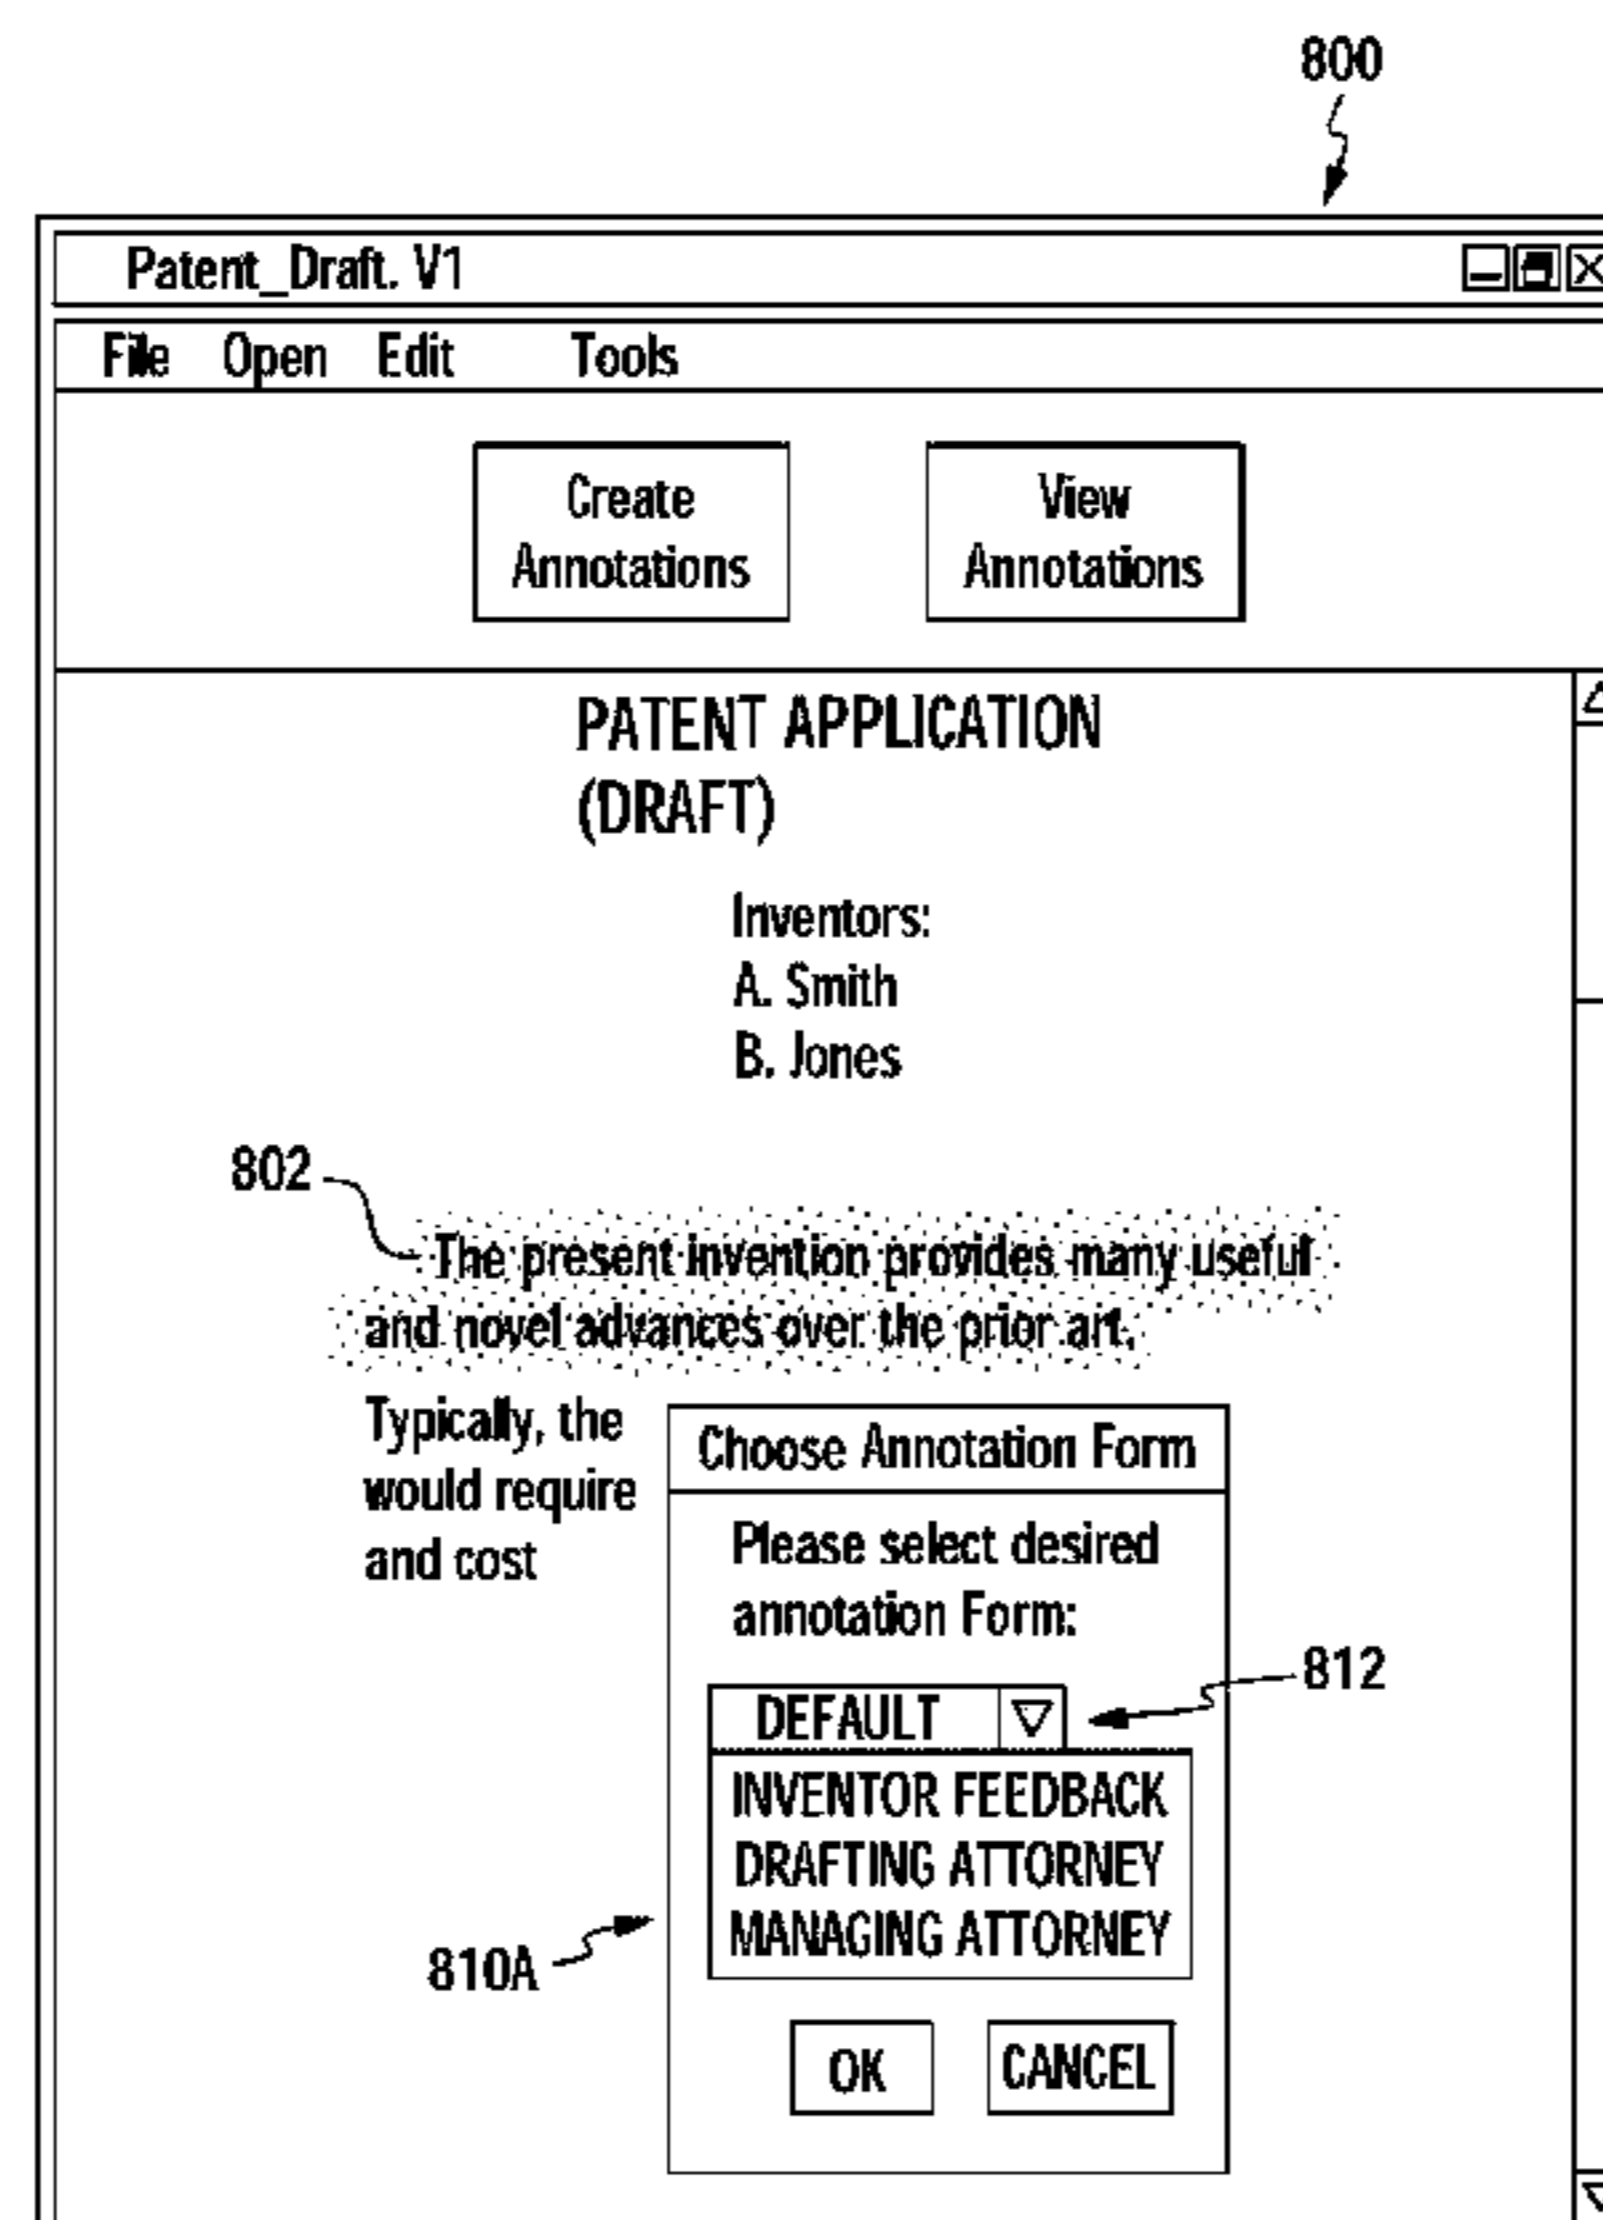 800
Patent_Draft. V1
File Open Edit Tools
Create
Annotations
View
Annotations
PATENT APPLICATION
(DRAFT)
Inventors:
A. Smith
B. Jones
802
The present invention provides many useful
and novel advances over the prior art.
Typically, the
would require
and cost
Choose Annotation Form
Please select desired
annotation Form:
812
DEFAULT
INVENTOR FEEDBACK
DRAFTING ATTORNEY
MANAGING ATTORNEY
810A
OK
CANCEL